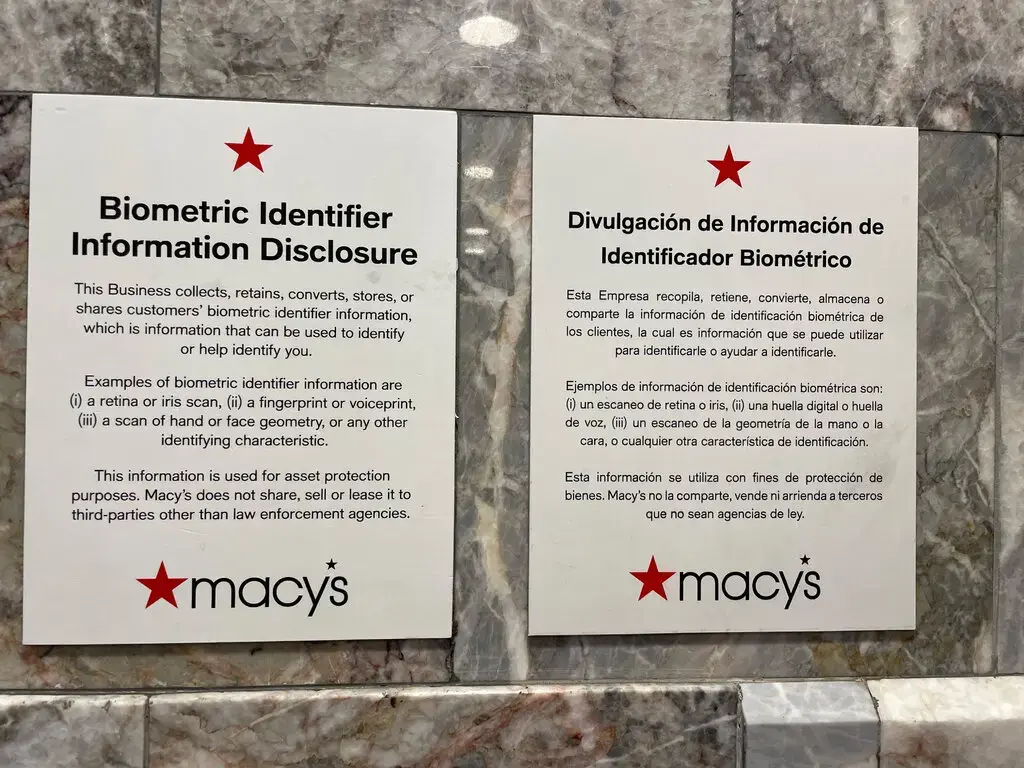 Biometric Identifier
Information Disclosure
This Business collects, retains, converts, stores, or
shares customers' biometric identifier information,
which is information that can be used to identify
or help identify you.
Examples of biometric identifier information are
(i) a retina or iris scan, (ii) a fingerprint or voiceprint,
(iii) a scan of hand or face geometry, or any other
identifying characteristic.
This information is used for asset protection
purposes. Macy's does not share, sell or lease it to
third-parties other than law enforcement agencies.
macy's
Divulgación de Información de
Identificador Biométrico
Esta Empresa recopila, retiene, convierte, almacena o
comparte la información de identificación biométrica de
los clientes, la cual es información que se puede utilizar
para identificarle o ayudar a identificarle.
Ejemplos de información de identificación biométrica son:
(i) un escaneo de retina o iris, (ii) una huella digital o huella
de voz, (iii) un escaneo de la geometría de la mano o la
cara, o cualquier otra característica de identificación.
Esta información se utiliza con fines de protección de
bienes. Macy's no la comparte, vende ni arrienda a terceros
que no sean agencias de ley.
macy's